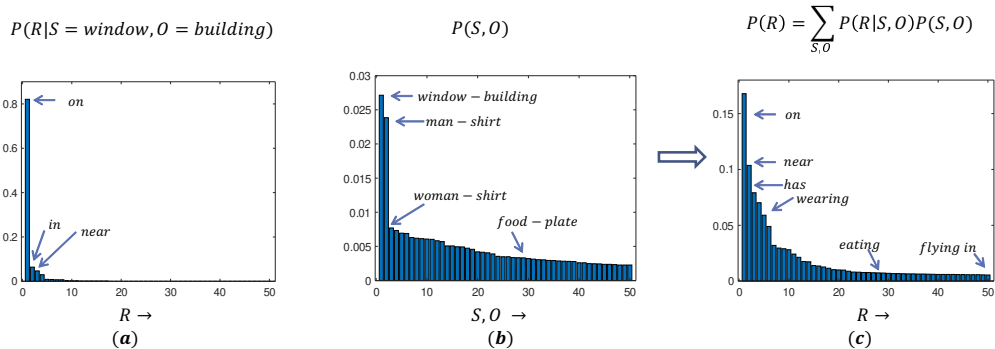 P(R|S = window, O = building)
0.8
0.6
0.4
0.2
0
on
in
near
0 10 20 30 40 50
R →
(a)
P(S, O)
0.03
0.025
0.02
0.015
0.01
0.005
0
window − building
man − shirt
woman − shirt
food − plate
0 10 20 30 40 50
S, O →
(b)
P(R) = ∑ P(R|S, O)P(S, O)
S,O
0.15
0.1
0.05
0
on
near
has
wearing
eating
flying in
0 10 20 30 40 50
R →
(c)